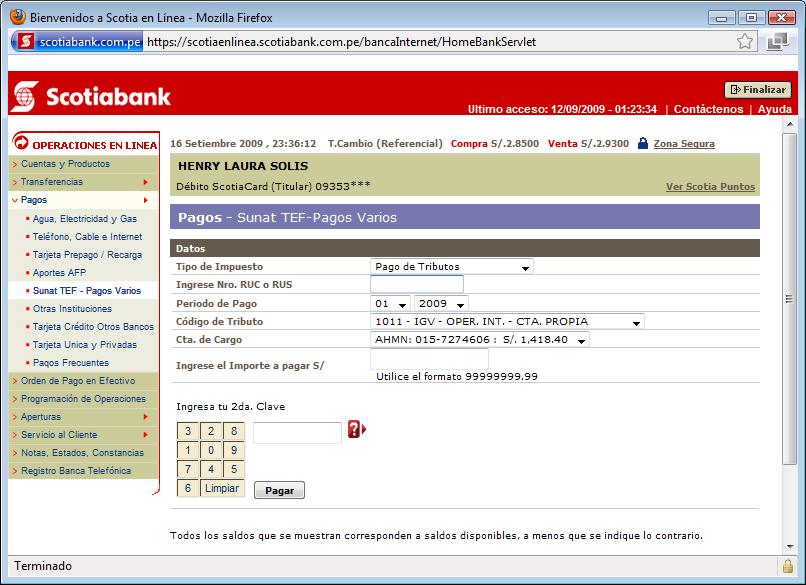 Bienvenidos a Scotia en Línea - Mozilla Firefox
scotiabank.com.pe https://scotiaenlinea.scotiabank.com.pe/bancaInternet/HomeBankServlet
Finalizar
Scotiabank
Ultimo acceso: 12/09/2009 - 01:23:34 | Contáctenos | Ayuda
OPERACIONES EN LINEA
Cuentas y Productos
Transferencias
Pagos
Agua, Electricidad y Gas
Teléfono, Cable e Internet
Tarjeta Prepago / Recarga
Aportes AFP
Sunat TEF - Pagos Varios
Otras Instituciones
Tarjeta Crédito Otros Bancos
Tarjeta Unica y Privadas
Pagos Frecuentes
Orden de Pago en Efectivo
Programación de Operaciones
Aperturas
Servicio al Cliente
Notas, Estados, Constancias
Registro Banca Telefónica
16 Setiembre 2009 , 23:36:12 T.Cambio (Referencial) Compra S/.2.8500 Venta S/.2.9300 Zona Segura
HENRY LAURA SOLIS
Débito ScotiaCard (Titular) 09353*** Ver Scotia Puntos
Pagos - Sunat TEF-Pagos Varios
Datos
Tipo de Impuesto Pago de Tributos
Ingrese Nro. RUC o RUS
Periodo de Pago 01 2009
Código de Tributo 1011 - IGV - OPER. INT. - CTA. PROPIA
Cta. de Cargo AHMN: 015-7274606 : S/. 1,418.40
Ingrese el Importe a pagar S/
Utilice el formato 99999999.99
Ingresa tu 2da. Clave
3 2 8
1 0 9
7 4 5
6 Limpiar
?
Pagar
Todos los saldos que se muestran corresponden a saldos disponibles, a menos que se indique lo contrario.
Terminado